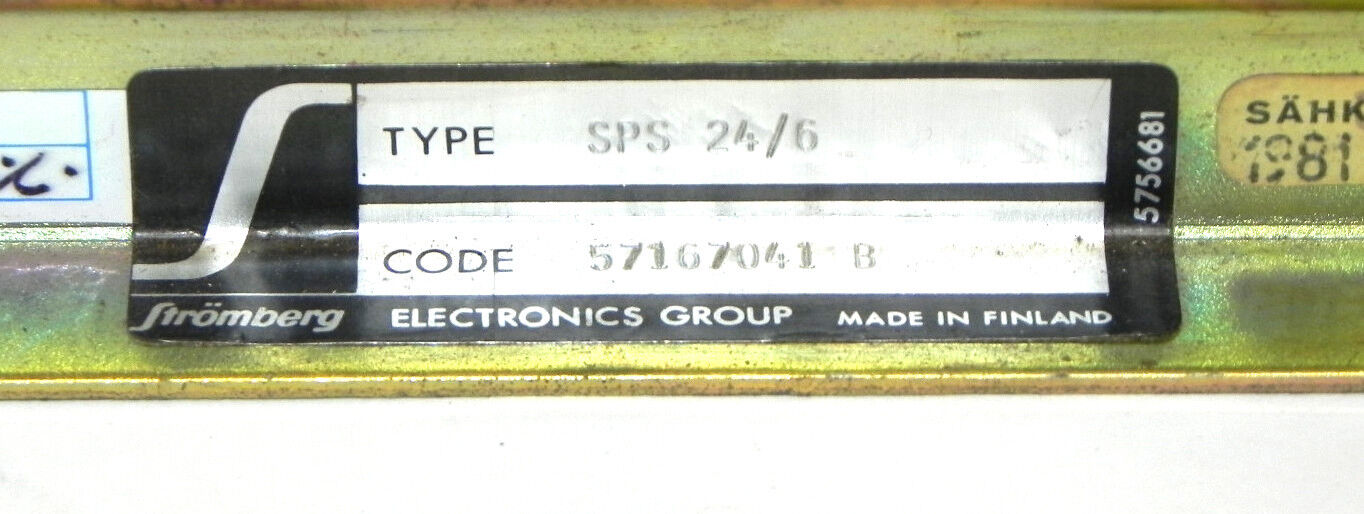 TYPE SPS 24/6
CODE 57167041 B
Strömberg ELECTRONICS GROUP MADE IN FINLAND
5756681
SÄHK
1981